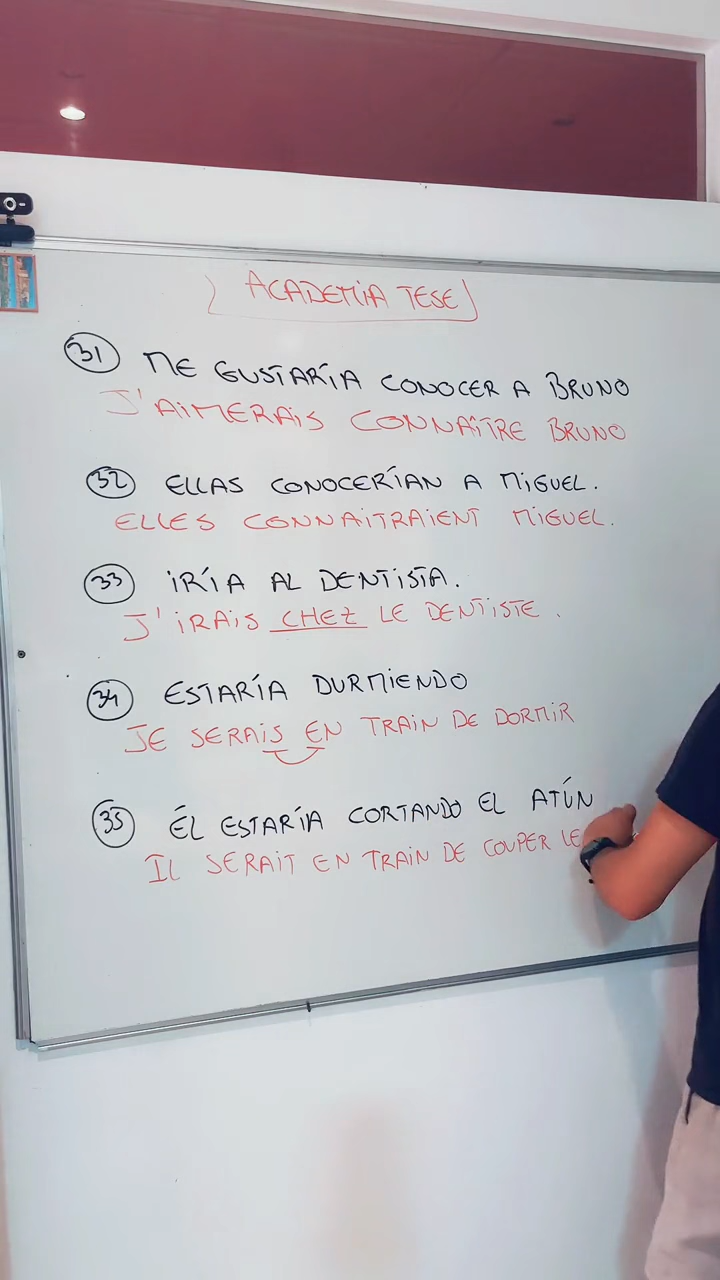 ACADEMIA TESE
31 ME GUSTARÍA CONOCER A BRUNO
J'AIMERAIS CONNAÎTRE BRUNO
32 ELLAS CONOCERÍAN A MIGUEL.
ELLES CONNAITRAIENT MIGUEL.
33 IRÍA AL DENTISTA.
J'IRAIS CHEZ LE DENTISTE.
34 ESTARÍA DURMIENDO
JE SERAIS EN TRAIN DE DORMIR
35 ÉL ESTARÍA CORTANDO EL ATÚN
IL SERAIT EN TRAIN DE COUPER LE